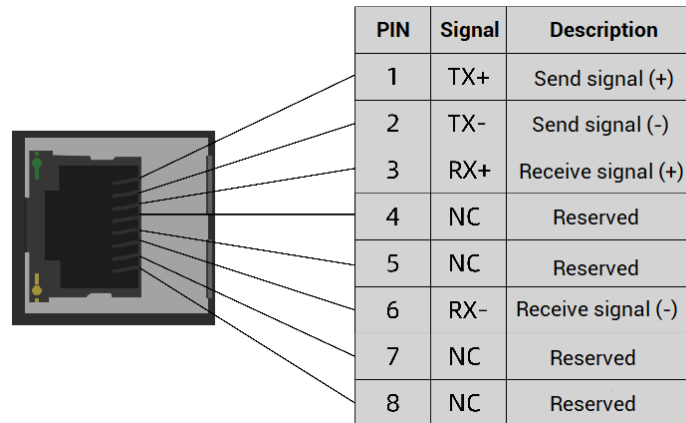 PIN Signal Description
1 TX+ Send signal (+)
2 TX- Send signal (-)
3 RX+ Receive signal (+)
4 NC Reserved
5 NC Reserved
6 RX- Receive signal (-)
7 NC Reserved
8 NC Reserved